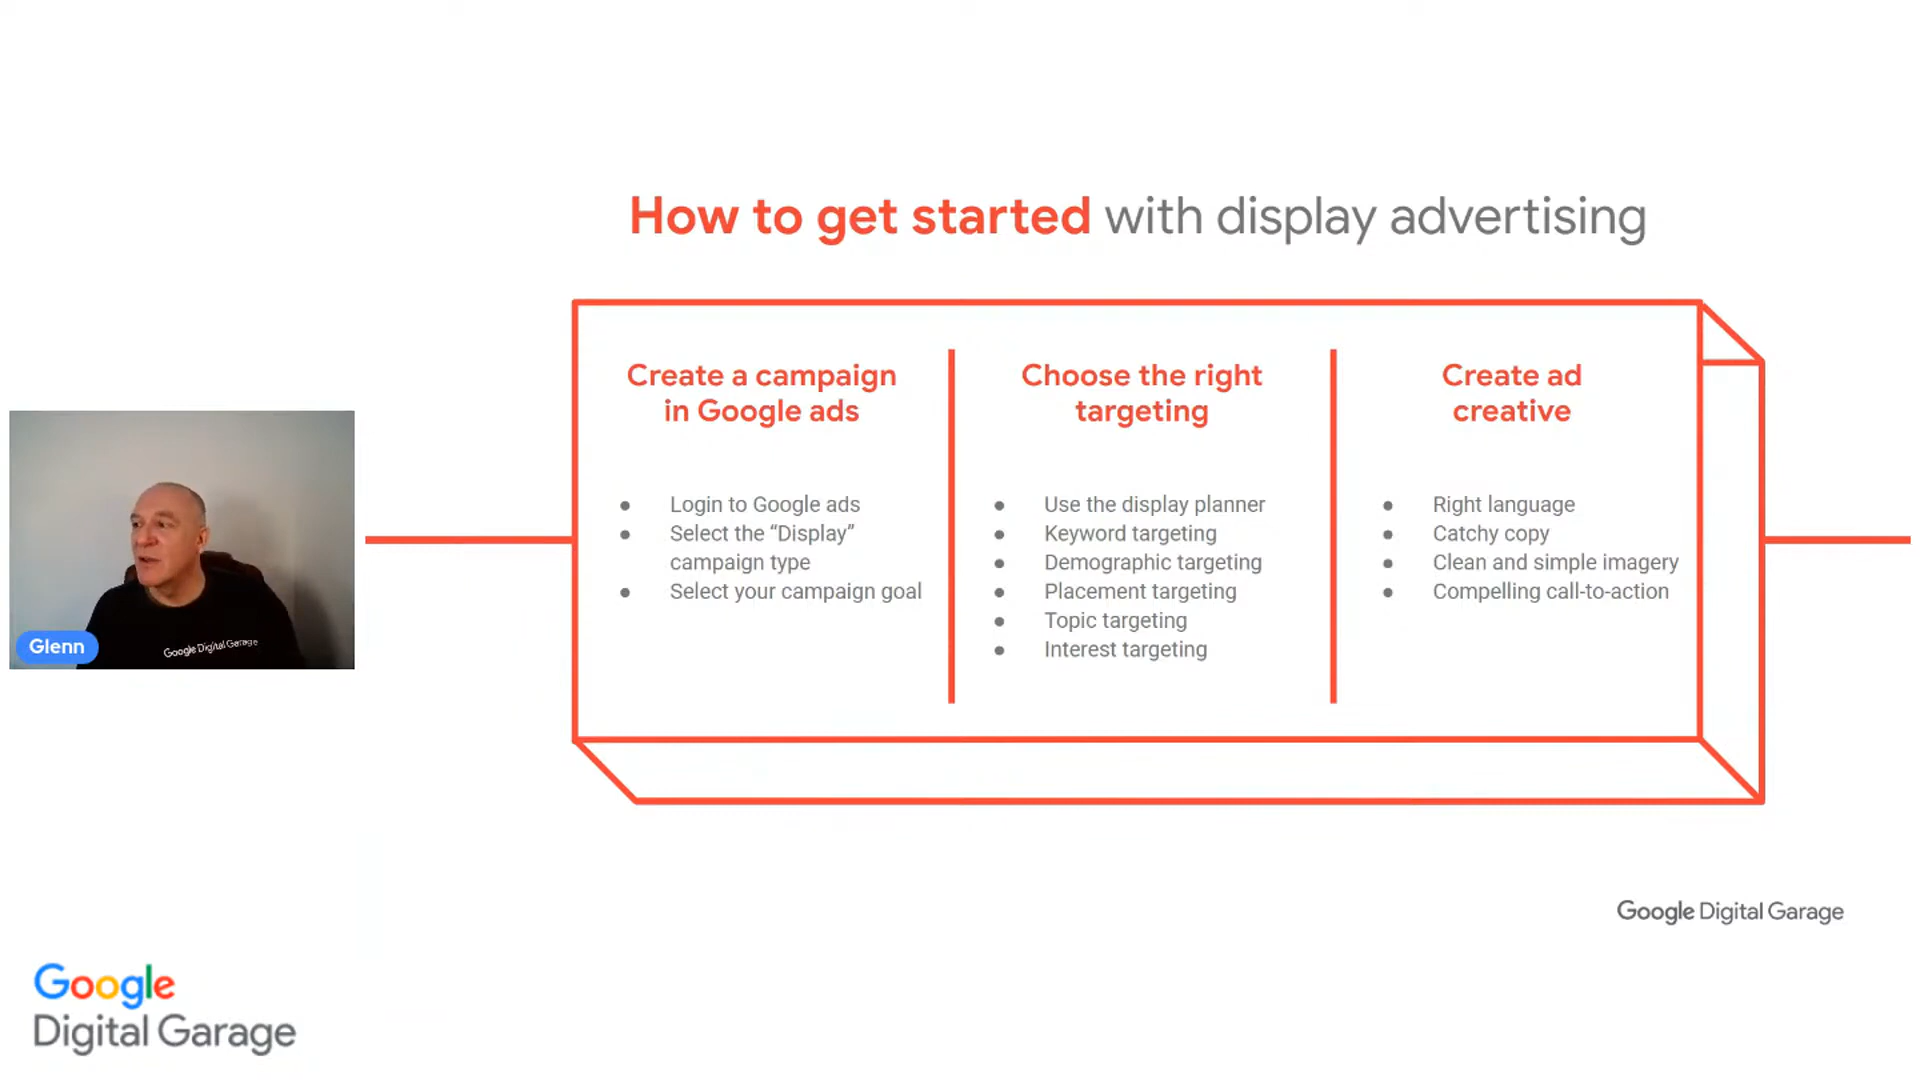 How to get started with display advertising
Create a campaign
in Google ads
Login to Google ads
Select the “Display”
campaign type
Select your campaign goal
Choose the right
targeting
Use the display planner
Keyword targeting
Demographic targeting
Placement targeting
Topic targeting
Interest targeting
Create ad
creative
Right language
Catchy copy
Clean and simple imagery
Compelling call-to-action
Glenn
Google Digital Garage
Google Digital Garage
Google
Digital Garage